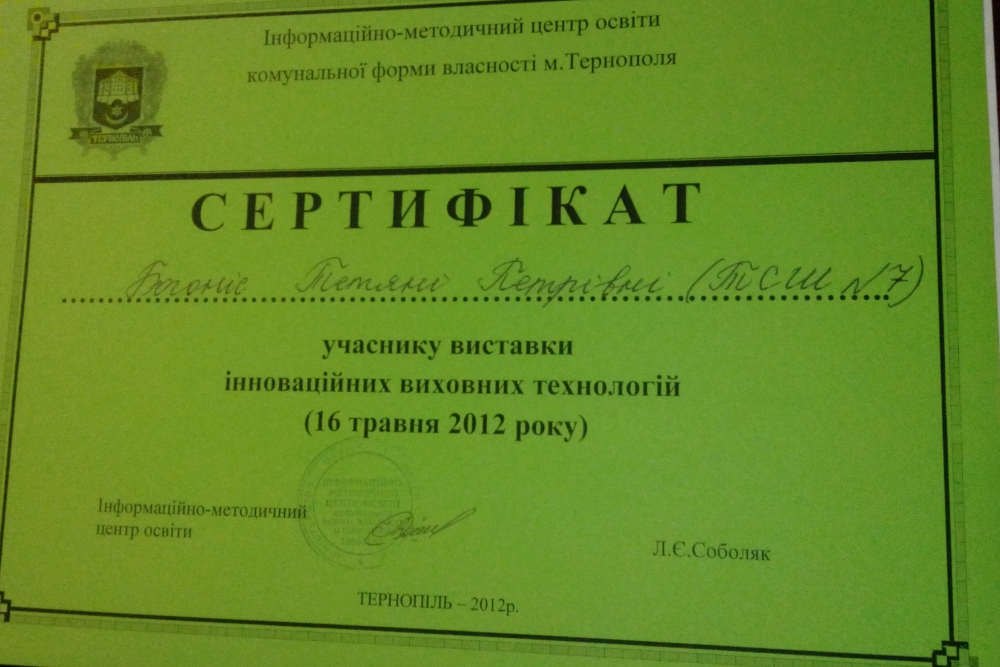 Інформаційно-методичний центр освіти
комунальної форми власності м.Тернополя
ТЕРНОПІЛЬ
СЕРТИФІКАТ
Тетяні Петрівні (ТСШ №7)
учаснику виставки
інноваційних виховних технологій
(16 травня 2012 року)
ІНФОРМАЦІЙНО-
МЕТОДИЧНИЙ
ЦЕНТР ОСВІТИ
КОМУНАЛЬНОЇ
ФОРМИ ВЛАСНОСТІ
М.ТЕРНОПОЛЯ
Інформаційно-методичний
центр освіти
Л.Є.Соболяк
ТЕРНОПІЛЬ – 2012р.